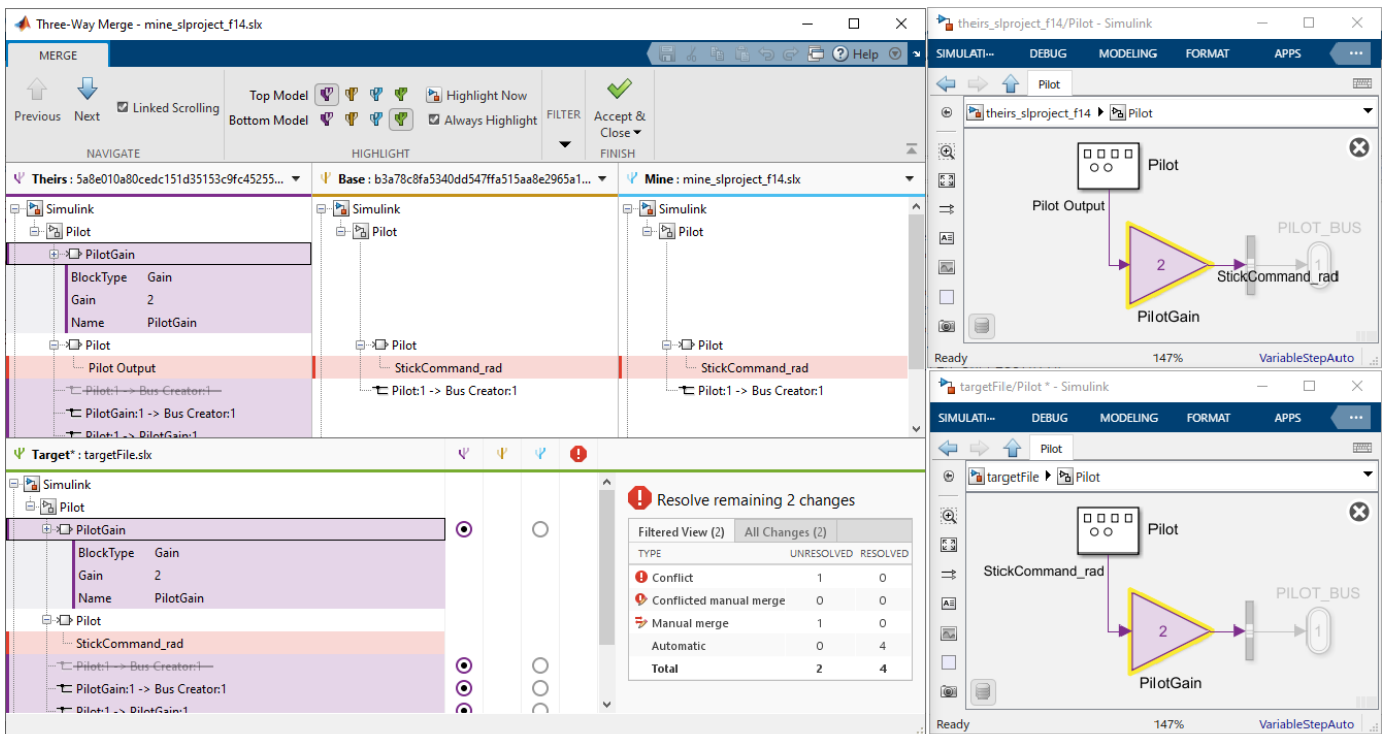 Three-Way Merge - mine_slproject_f14.slx
MERGE
Help
Previous
Next
Linked Scrolling
NAVIGATE
Top Model
Highlight Now
Bottom Model
Always Highlight
HIGHLIGHT
FILTER
Accept &
Close
FINISH
Theirs : 5a8e010a80cedc151d35153c9fc45255...
Base : b3a78c8fa5340dd547ffa515aa8e2965a1...
Mine : mine_slproject_f14.slx
Simulink
Pilot
PilotGain
BlockType Gain
Gain 2
Name PilotGain
Pilot
Pilot Output
Pilot:1 -> Bus Creator:1
PilotGain:1 -> Bus Creator:1
Pilot:1 -> PilotGain:1
Simulink
Pilot
Pilot
StickCommand_rad
Pilot:1 -> Bus Creator:1
Simulink
Pilot
Pilot
StickCommand_rad
Pilot:1 -> Bus Creator:1
Target* : targetFile.slx
Simulink
Pilot
PilotGain
BlockType Gain
Gain 2
Name PilotGain
Pilot
StickCommand_rad
Pilot:1 -> Bus Creator:1
PilotGain:1 -> Bus Creator:1
Pilot:1 -> PilotGain:1
Resolve remaining 2 changes
Filtered View (2) All Changes (2)
TYPE UNRESOLVED RESOLVED
Conflict 1 0
Conflicted manual merge 0 0
Manual merge 1 0
Automatic 0 4
Total 2 4
theirs_slproject_f14/Pilot - Simulink
SIMULATI··· DEBUG MODELING FORMAT APPS
Pilot
theirs_slproject_f14 Pilot
Pilot
Pilot Output
PILOT_BUS
2
1
StickCommand_rad
PilotGain
Ready 147% VariableStepAuto
targetFile/Pilot * - Simulink
SIMULATI··· DEBUG MODELING FORMAT APPS
Pilot
targetFile Pilot
Pilot
StickCommand_rad
PILOT_BUS
2
1
PilotGain
Ready 147% VariableStepAuto